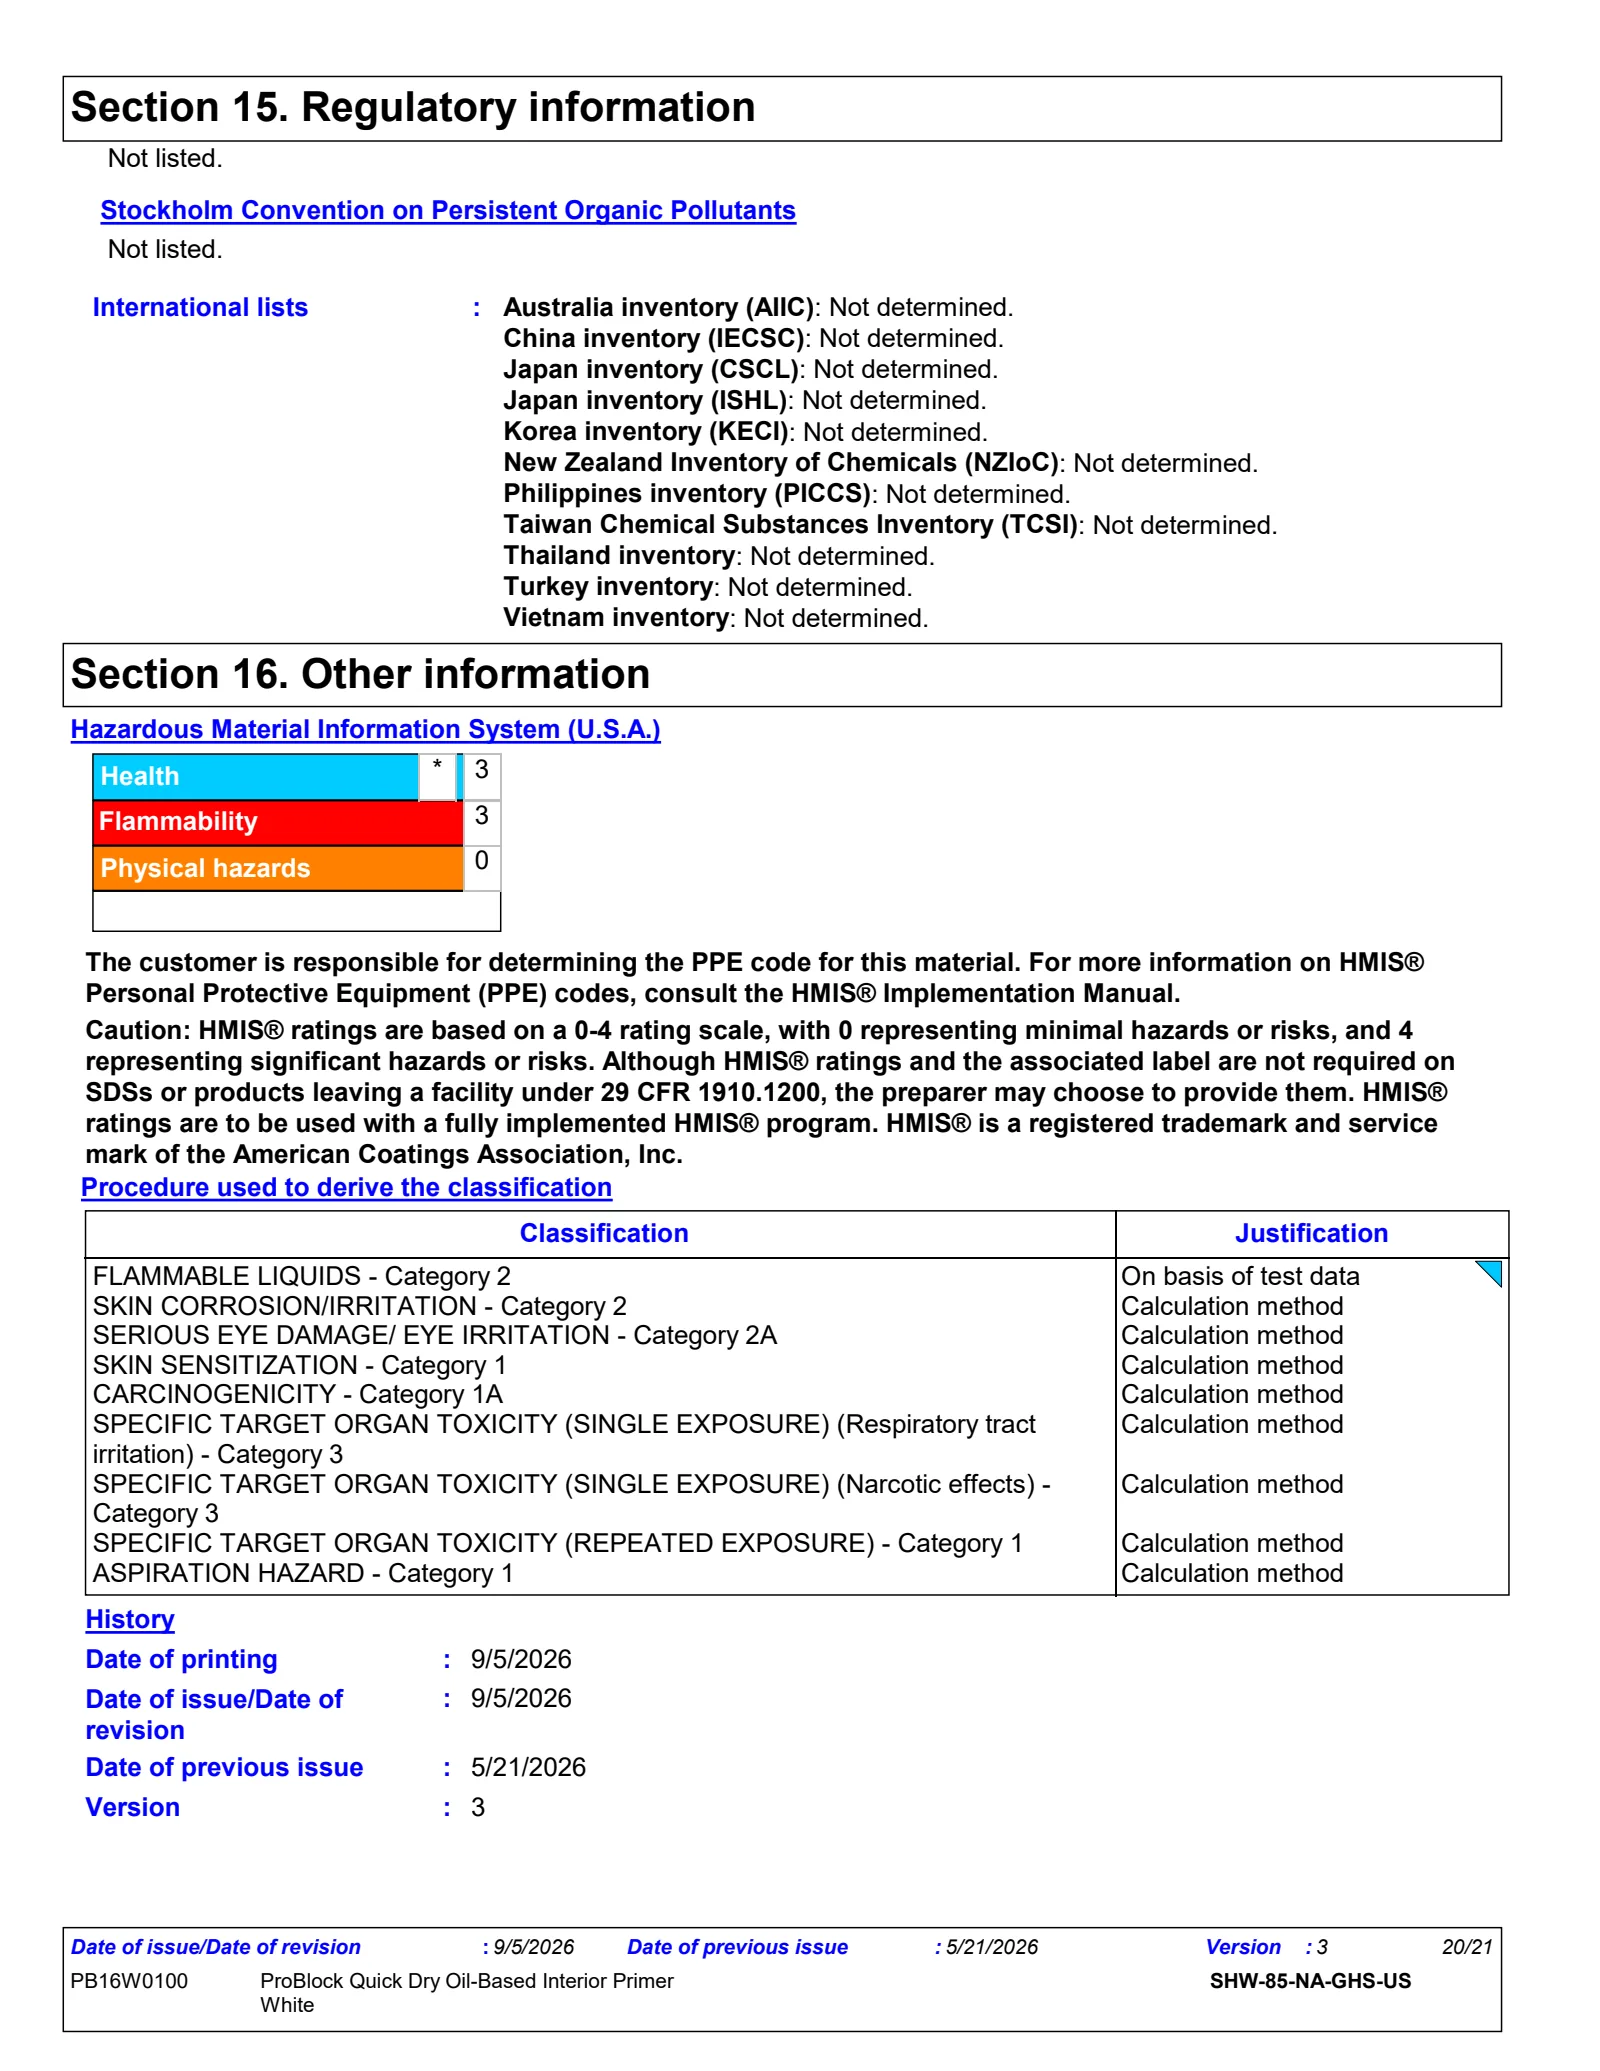 Section 15. Regulatory information
Not listed.
Stockholm Convention on Persistent Organic Pollutants
Not listed.
International lists : Australia inventory (AIIC): Not determined.
China inventory (IECSC): Not determined.
Japan inventory (CSCL): Not determined.
Japan inventory (ISHL): Not determined.
Korea inventory (KECI): Not determined.
New Zealand Inventory of Chemicals (NZIoC): Not determined.
Philippines inventory (PICCS): Not determined.
Taiwan Chemical Substances Inventory (TCSI): Not determined.
Thailand inventory: Not determined.
Turkey inventory: Not determined.
Vietnam inventory: Not determined.
Section 16. Other information
Hazardous Material Information System (U.S.A.)
Health * 3
Flammability 3
Physical hazards 0
The customer is responsible for determining the PPE code for this material. For more information on HMIS®
Personal Protective Equipment (PPE) codes, consult the HMIS® Implementation Manual.
Caution: HMIS® ratings are based on a 0-4 rating scale, with 0 representing minimal hazards or risks, and 4
representing significant hazards or risks. Although HMIS® ratings and the associated label are not required on
SDSs or products leaving a facility under 29 CFR 1910.1200, the preparer may choose to provide them. HMIS®
ratings are to be used with a fully implemented HMIS® program. HMIS® is a registered trademark and service
mark of the American Coatings Association, Inc.
Procedure used to derive the classification
Classification Justification
FLAMMABLE LIQUIDS - Category 2 On basis of test data
SKIN CORROSION/IRRITATION - Category 2 Calculation method
SERIOUS EYE DAMAGE/ EYE IRRITATION - Category 2A Calculation method
SKIN SENSITIZATION - Category 1 Calculation method
CARCINOGENICITY - Category 1A Calculation method
SPECIFIC TARGET ORGAN TOXICITY (SINGLE EXPOSURE) (Respiratory tract Calculation method
irritation) - Category 3
SPECIFIC TARGET ORGAN TOXICITY (SINGLE EXPOSURE) (Narcotic effects) - Calculation method
Category 3
SPECIFIC TARGET ORGAN TOXICITY (REPEATED EXPOSURE) - Category 1 Calculation method
ASPIRATION HAZARD - Category 1 Calculation method
History
Date of printing : 9/5/2026
Date of issue/Date of : 9/5/2026
revision
Date of previous issue : 5/21/2026
Version : 3
Date of issue/Date of revision : 9/5/2026 Date of previous issue : 5/21/2026 Version : 3 20/21
PB16W0100 ProBlock Quick Dry Oil-Based Interior Primer SHW-85-NA-GHS-US
White